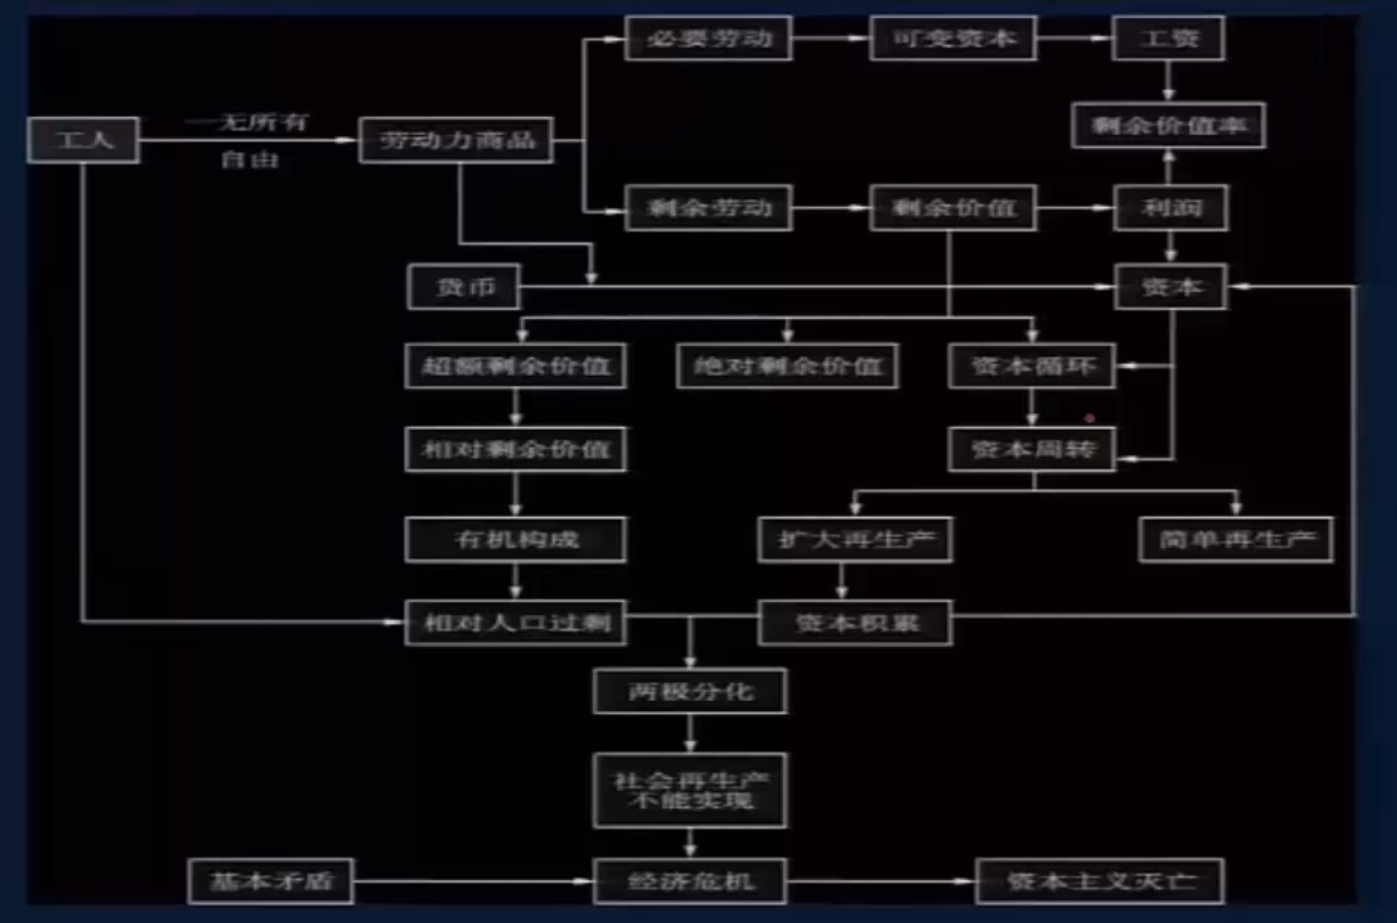 必要劳动
可变资本
工资
剩余价值率
工人
一无所有
自由
劳动力商品
剩余劳动
剩余价值
利润
货币
资本
超额剩余价值
绝对剩余价值
资本循环
相对剩余价值
资本周转
有机构成
扩大再生产
简单再生产
相对人口过剩
资本积累
两极分化
社会再生产
不能实现
基本矛盾
经济危机
资本主义灭亡